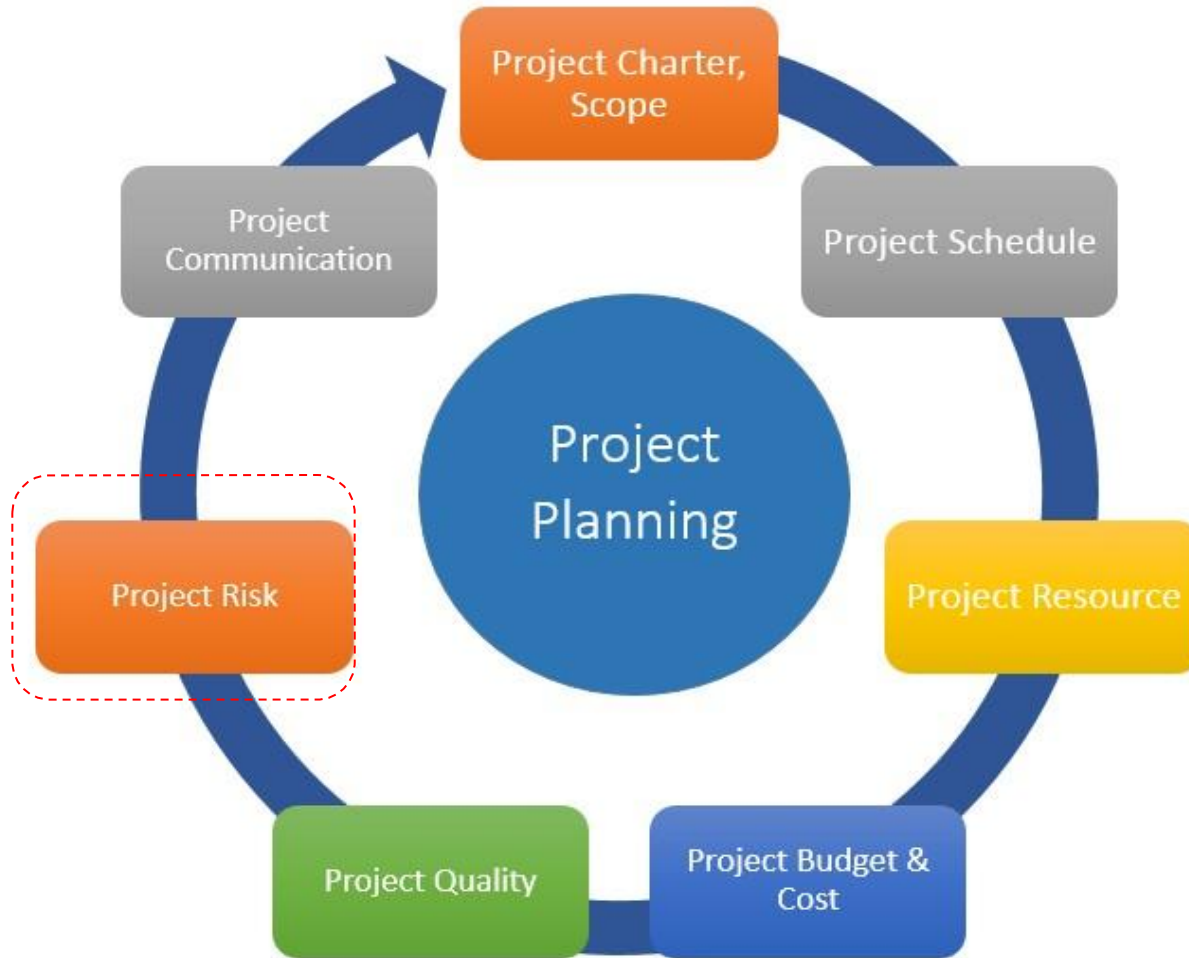 Project Charter,
Scope
Project Schedule
Project Resource
Project Budget &
Cost
Project Quality
Project Risk
Project
Communication
Project
Planning